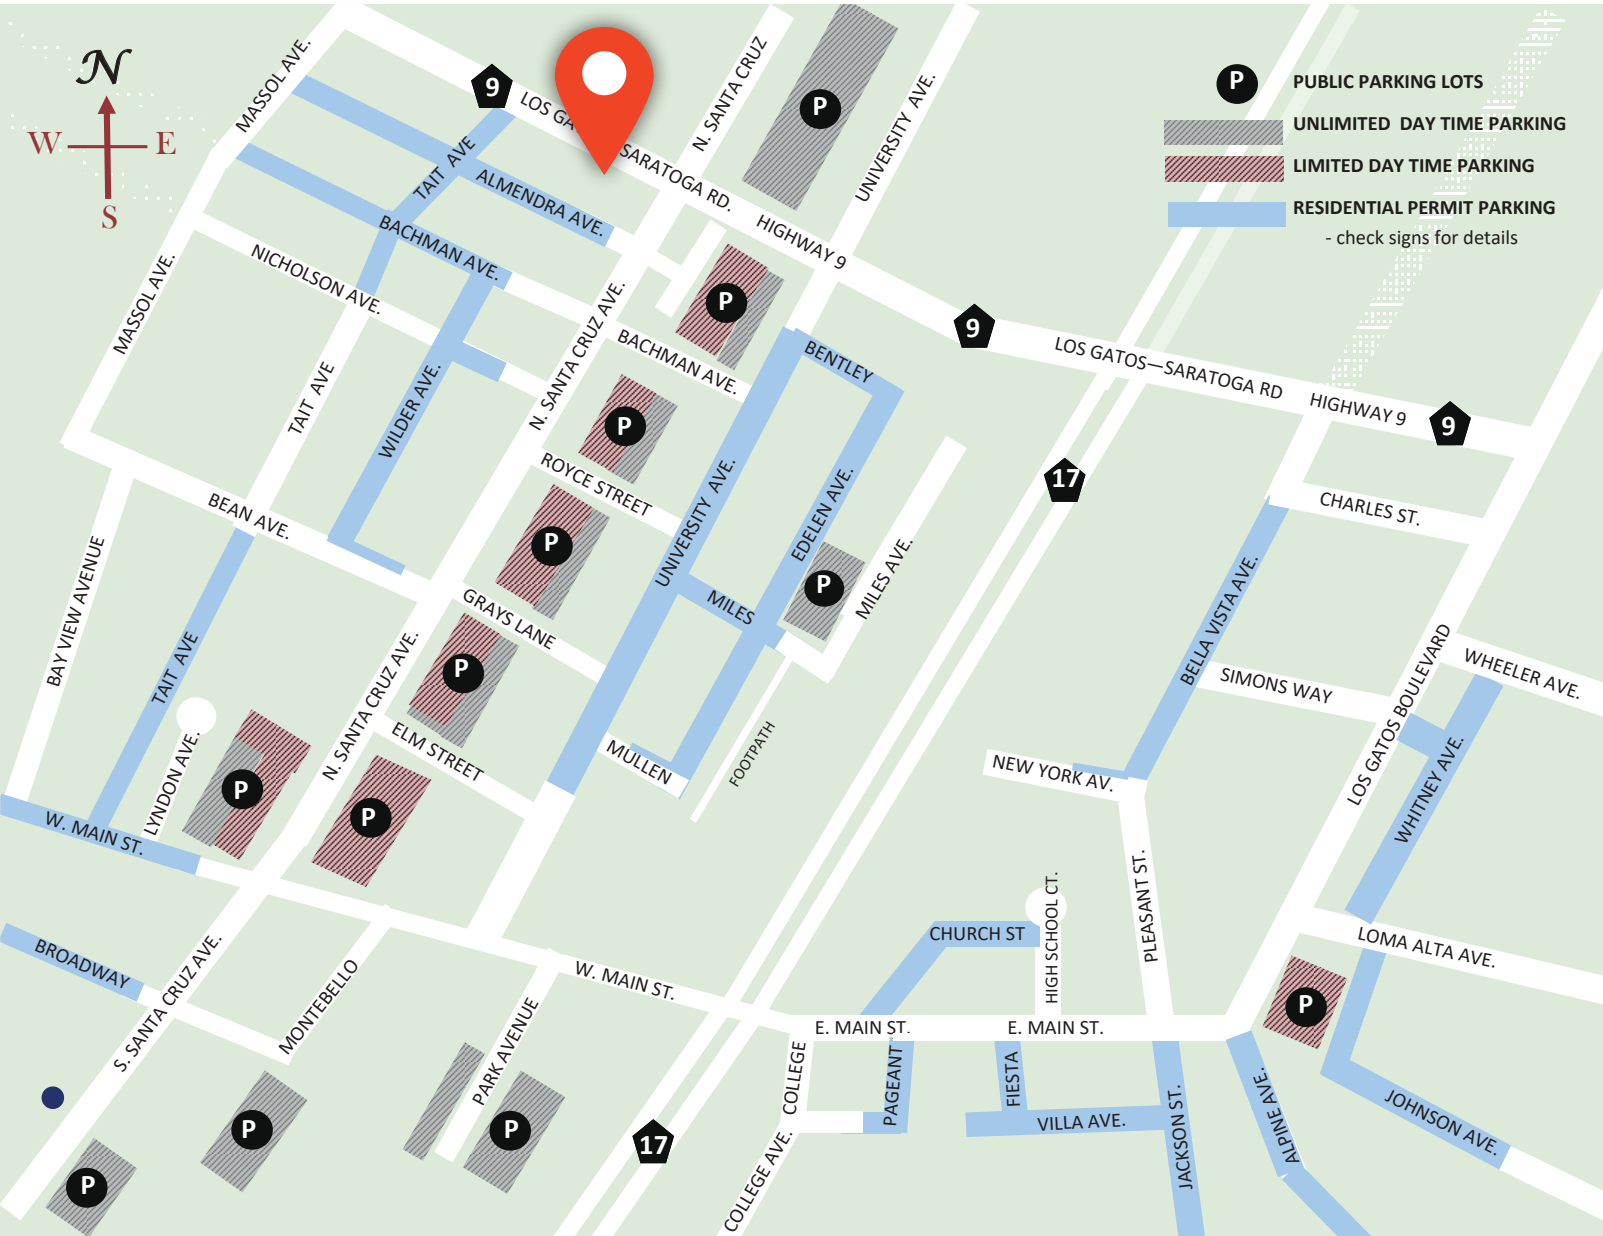 N
W E
S
P PUBLIC PARKING LOTS
UNLIMITED DAY TIME PARKING
LIMITED DAY TIME PARKING
RESIDENTIAL PERMIT PARKING
- check signs for details
MASSOL AVE.
9
LOS GA
SARATOGA RD.
HIGHWAY 9
N. SANTA CRUZ
P
UNIVERSITY AVE.
TAIT AVE
ALMENDRA AVE.
BACHMAN AVE.
NICHOLSON AVE.
MASSOL AVE.
P
9
LOS GATOS—SARATOGA RD
HIGHWAY 9
9
N. SANTA CRUZ AVE.
BACHMAN AVE.
BENTLEY
TAIT AVE
WILDER AVE.
P
17
ROYCE STREET
UNIVERSITY AVE.
EDELEN AVE.
CHARLES ST.
BEAN AVE.
P
P
MILES AVE.
BAY VIEW AVENUE
GRAYS LANE
MILES
BELLA VISTA AVE.
TAIT AVE
P
N. SANTA CRUZ AVE.
SIMONS WAY
LOS GATOS BOULEVARD
WHEELER AVE.
LYNDON AVE.
P
ELM STREET
MULLEN
FOOTPATH
NEW YORK AV.
WHITNEY AVE.
W. MAIN ST.
P
PLEASANT ST.
BROADWAY
S. SANTA CRUZ AVE.
MONTEBELLO
W. MAIN ST.
CHURCH ST
HIGH SCHOOL CT.
LOMA ALTA AVE.
P
PARK AVENUE
E. MAIN ST.
E. MAIN ST.
COLLEGE
PAGEANT
FIESTA
VILLA AVE.
JACKSON ST.
ALPINE AVE.
JOHNSON AVE.
P
P
17
COLLEGE AVE.
P